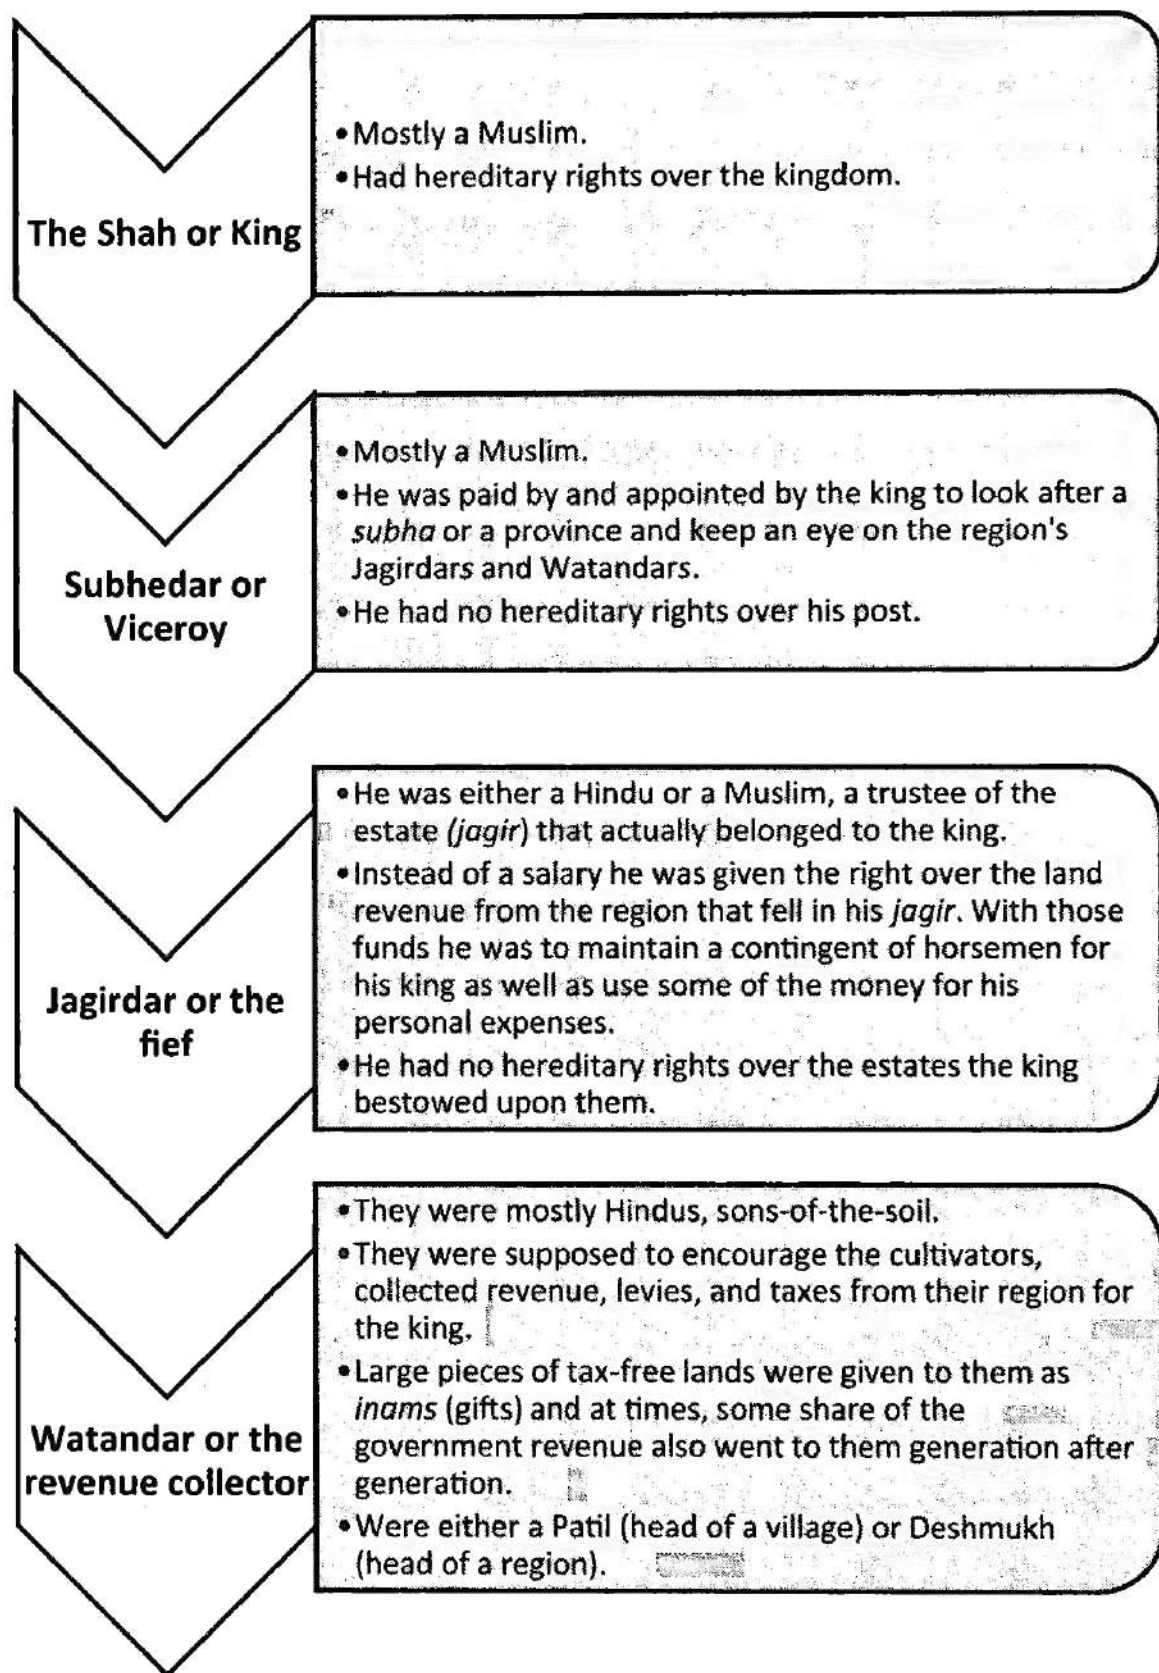 The Shah or King
•Mostly a Muslim.
•Had hereditary rights over the kingdom.
Subhedar or
Viceroy
•Mostly a Muslim.
•He was paid by and appointed by the king to look after a
subha or a province and keep an eye on the region's
Jagirdars and Watandars.
•He had no hereditary rights over his post.
Jagirdar or the
fief
•He was either a Hindu or a Muslim, a trustee of the
estate (jagir) that actually belonged to the king.
•Instead of a salary he was given the right over the land
revenue from the region that fell in his jagir. With those
funds he was to maintain a contingent of horsemen for
his king as well as use some of the money for his
personal expenses.
•He had no hereditary rights over the estates the king
bestowed upon them.
Watandar or the
revenue collector
•They were mostly Hindus, sons-of-the-soil.
•They were supposed to encourage the cultivators,
collected revenue, levies, and taxes from their region for
the king.
•Large pieces of tax-free lands were given to them as
inams (gifts) and at times, some share of the
government revenue also went to them generation after
generation.
•Were either a Patil (head of a village) or Deshmukh
(head of a region).